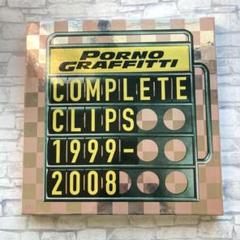 PORNO
GRAFFITTI
COMPLETE
CLIPS
1999-
2008